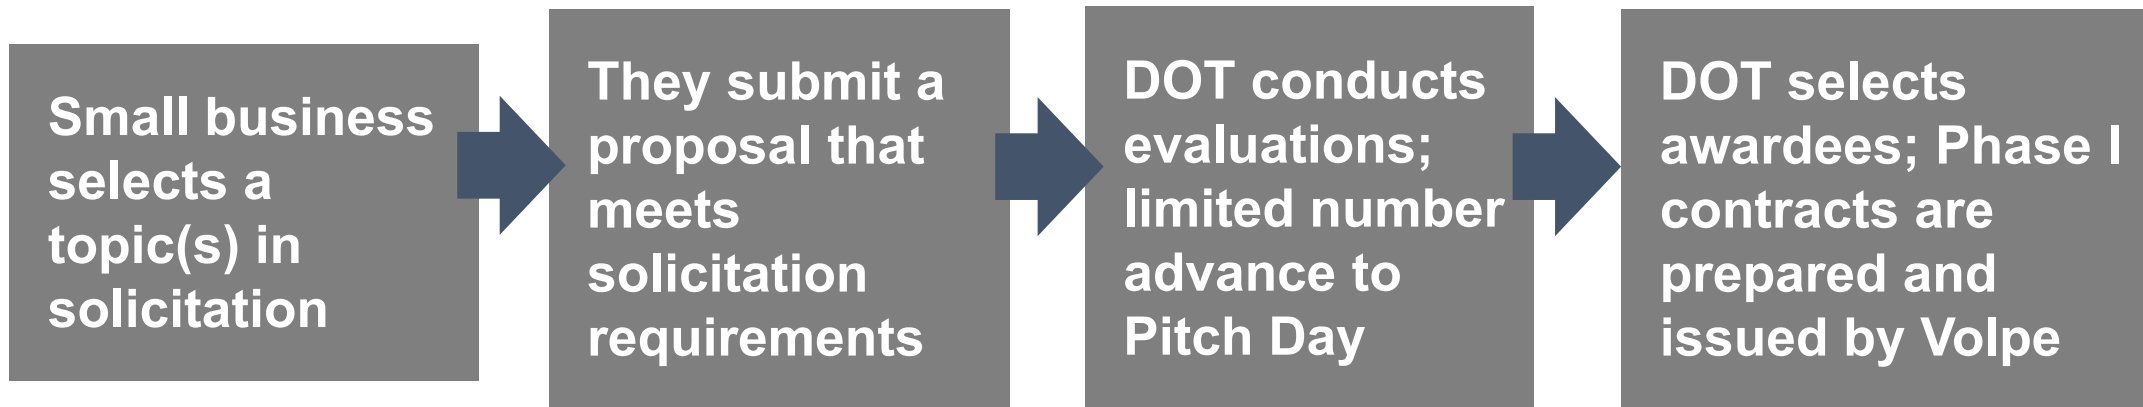 Small business
selects a
topic(s) in
solicitation
They submit a
proposal that
meets
solicitation
requirements
DOT conducts
evaluations;
limited number
advance to
Pitch Day
DOT selects
awardees; Phase I
contracts are
prepared and
issued by Volpe